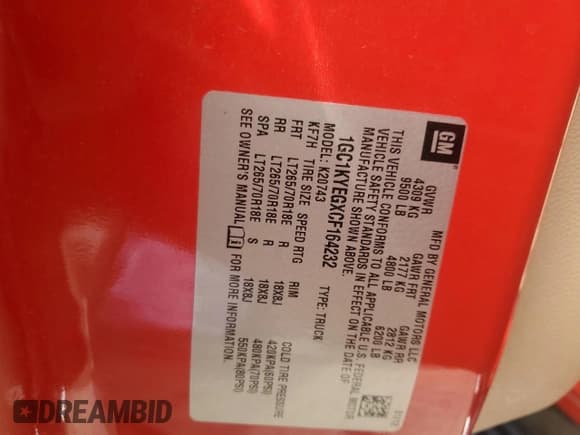 GM
MFD BY GENERAL MOTORS LLC
GVWR GAWR FRT GAWR RR
4309 KG 2177 KG 2812 KG
9500 LB 4800 LB 6200 LB
THIS VEHICLE CONFORMS TO ALL APPLICABLE U.S. FEDERAL MOTOR
VEHICLE SAFETY STANDARDS IN EFFECT ON THE DATE OF
MANUFACTURE SHOWN ABOVE.
1GC1KYEGXCF164232
TYPE: TRUCK
MODEL: K20743
KF7H TIRE SIZE SPEED RTG RIM COLD TIRE PRESSURE
FRT LT265/70R18E R 18X8J 420KPA(60PSI)
RR LT265/70R18E R 18X8J 480KPA(70PSI)
SPA LT265/70R18E S 18X8J 550KPA(80PSI)
SEE OWNER'S MANUAL FOR MORE INFORMATION.
DREAMBID